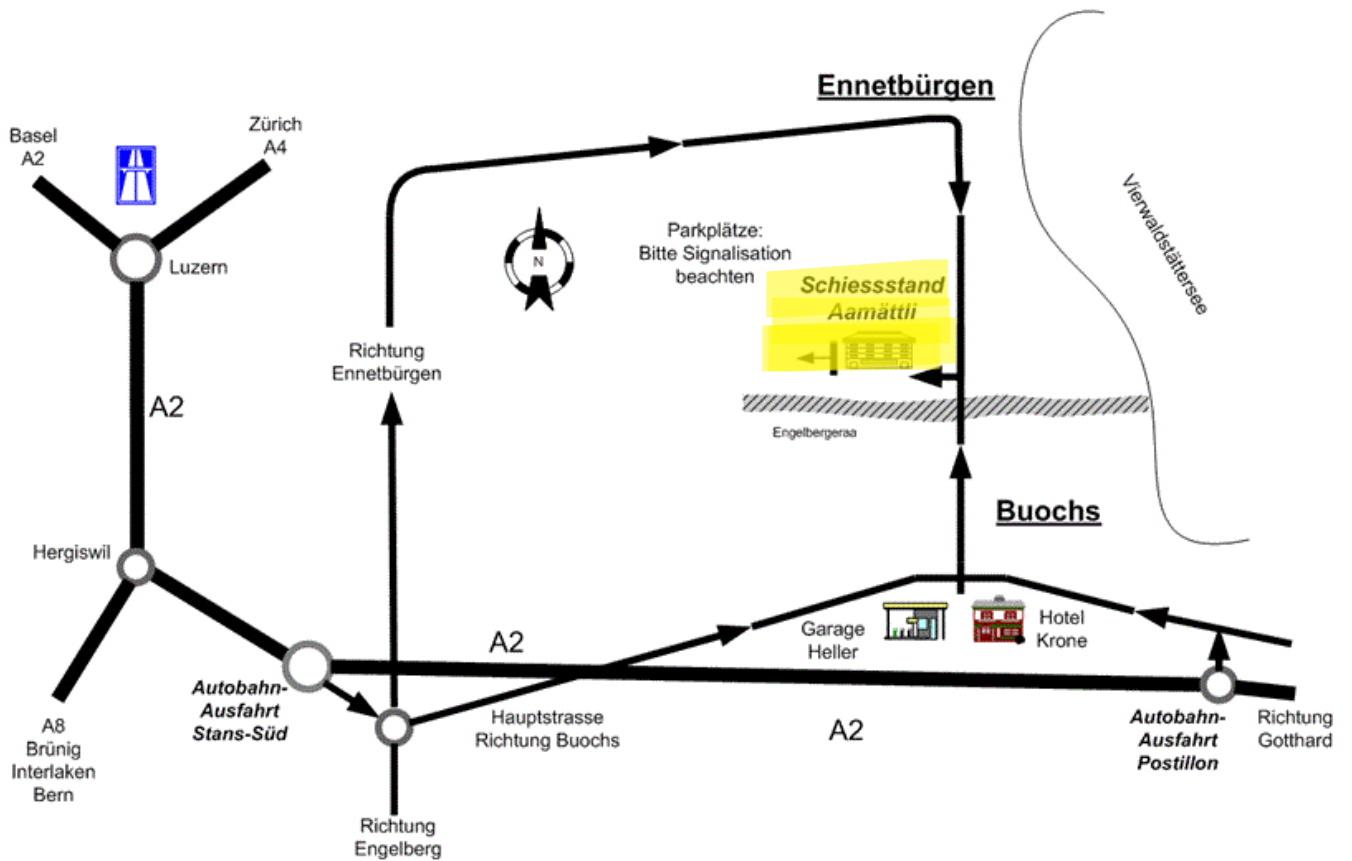 Ennetbürgen
Basel
A2
Zürich
A4
Luzern
Vierwaldstättersee
Parkplätze:
Bitte Signalisation
beachten
N
Schiessstand
Aamättli
Richtung
Ennetbürgen
A2
Engelbergeraa
Buochs
Hergiswil
Garage
Heller
Hotel
Krone
A2
Autobahn-
Ausfahrt
Stans-Süd
Hauptstrasse
Richtung Buochs
A2
Autobahn-
Ausfahrt
Postillon
Richtung
Gotthard
A8
Brünig
Interlaken
Bern
Richtung
Engelberg